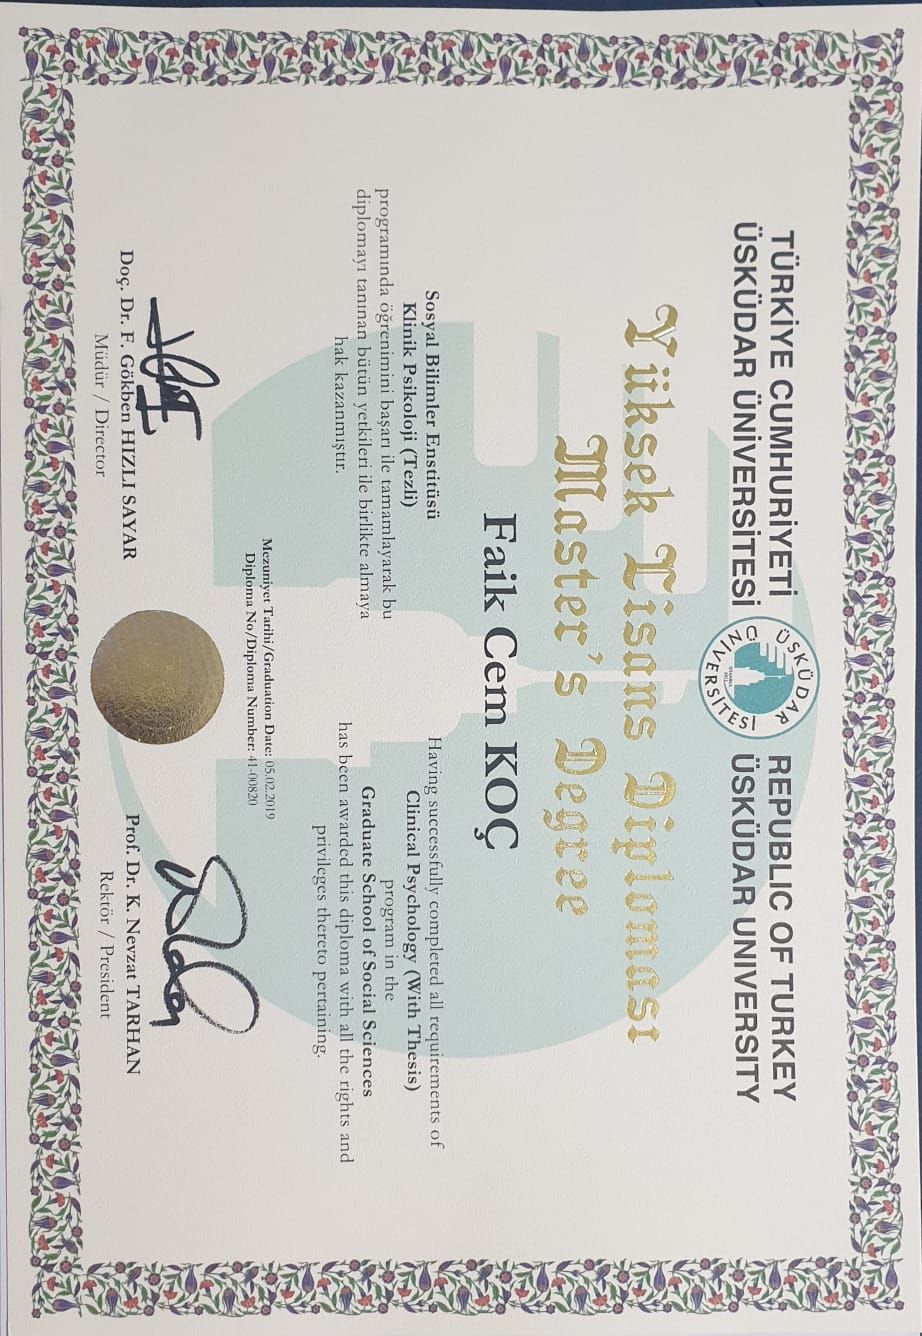 TÜRKİYE CUMHURİYETİ
ÜSKÜDAR ÜNİVERSİTESİ
ÜSKÜDAR ÜNİVERSİTESİ
REPUBLIC OF TURKEY
ÜSKÜDAR UNIVERSITY
Yüksek Lisans Diploması
Master's Degree
Faik Cem KOÇ
Sosyal Bilimler Enstitüsü
Klinik Psikoloji (Tezli)
programında öğrenimini başarı ile tamamlayarak bu
diplomayı tanınan bütün yetkileri ile birlikte almaya
hak kazanmıştır.
Having successfully completed all requirements of
Clinical Psychology (With Thesis)
program in the
Graduate School of Social Sciences
has been awarded this diploma with all the rights and
privileges thereto pertaining.
Mezuniyet Tarihi/Graduation Date: 05.02.2019
Diploma No/Diploma Number: 41-00820
Doç. Dr. F. Gökben HIZLI SAYAR
Müdür / Director
Prof. Dr. K. Nevzat TARHAN
Rektör / President